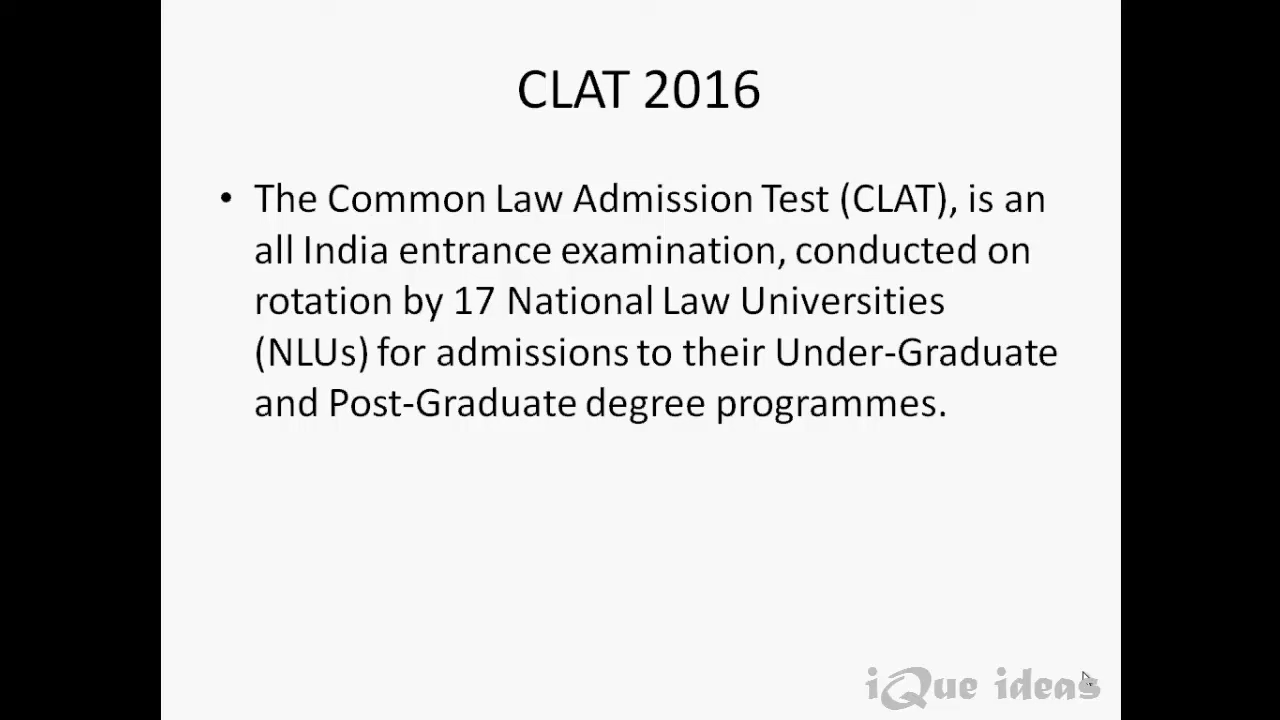 CLAT 2016
• The Common Law Admission Test (CLAT), is an
all India entrance examination, conducted on
rotation by 17 National Law Universities
(NLUs) for admissions to their Under-Graduate
and Post-Graduate degree programmes.
iQue ideas